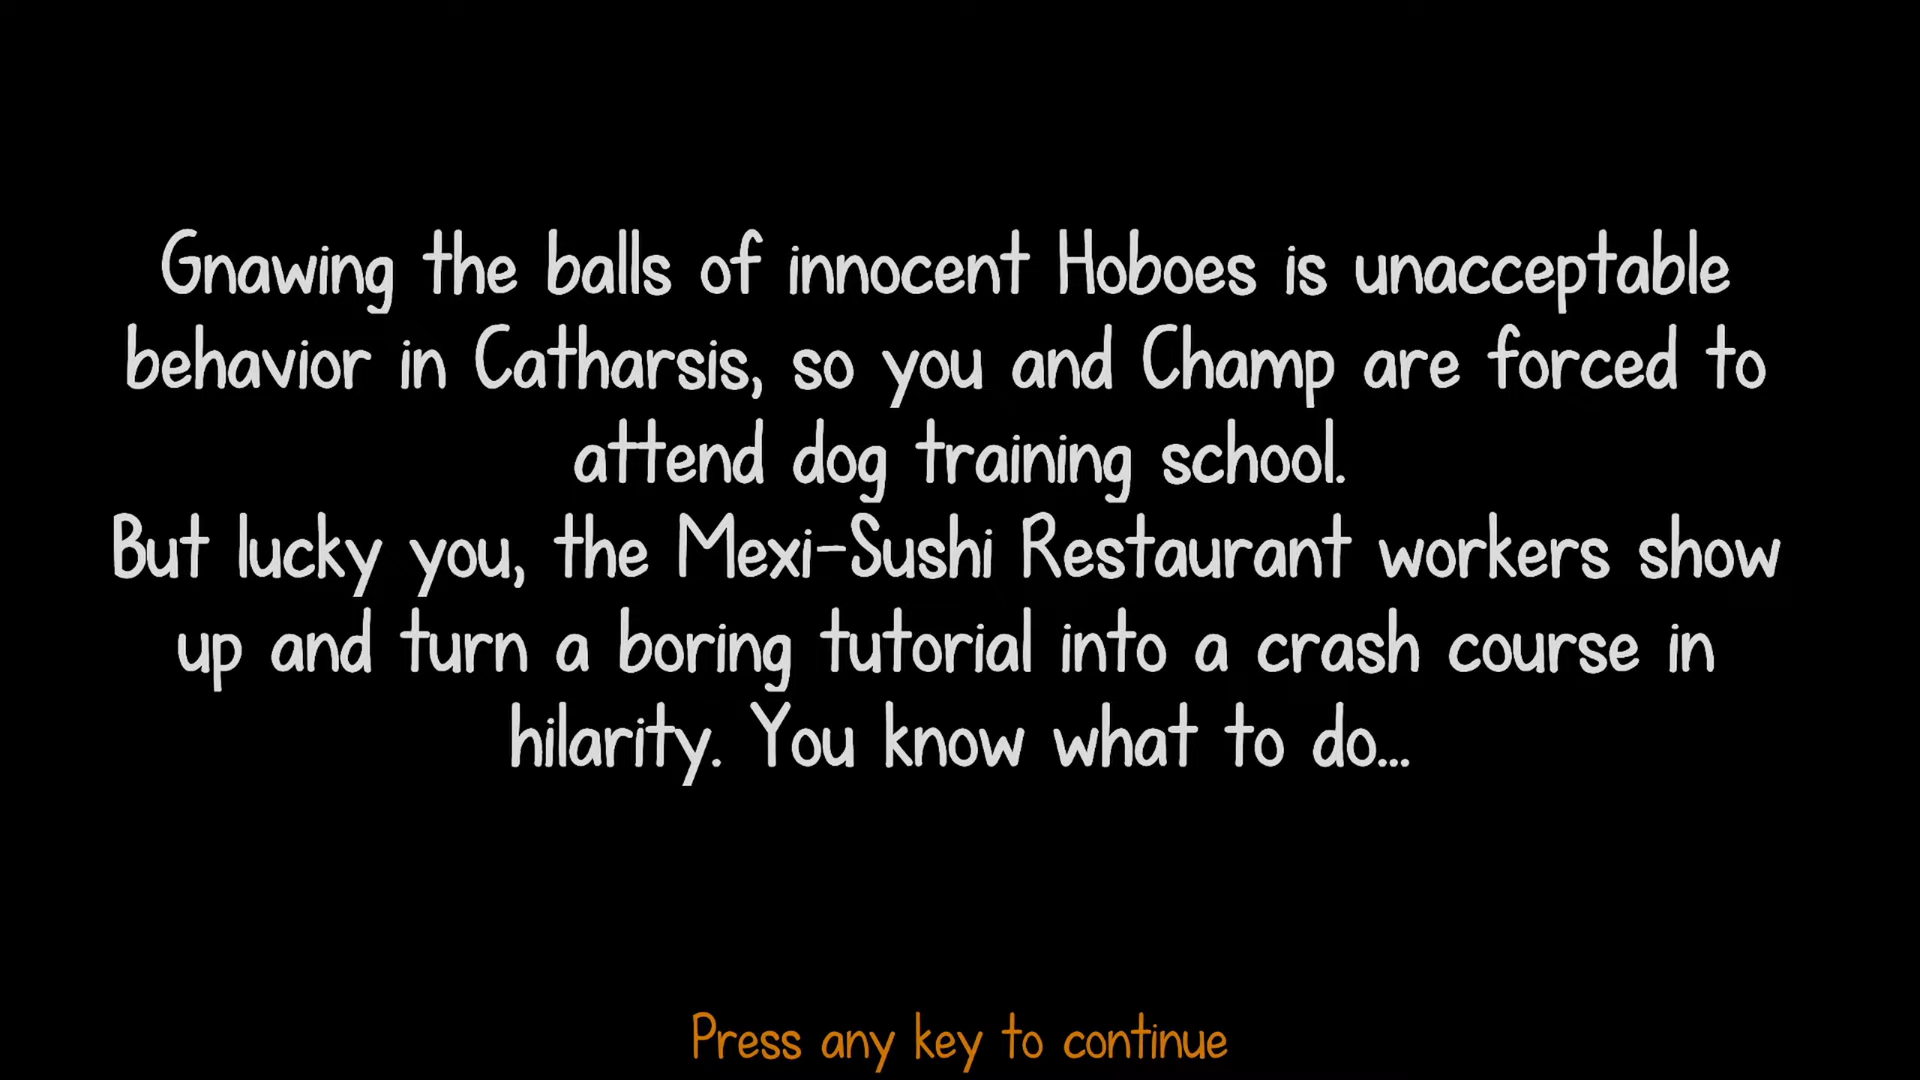 Gnawing the balls of innocent Hoboes is unacceptable
behavior in Catharsis, so you and Champ are forced to
attend dog training school.
But lucky you, the Mexi-Sushi Restaurant workers show
up and turn a boring tutorial into a crash course in
hilarity. You know what to do...
Press any key to continue